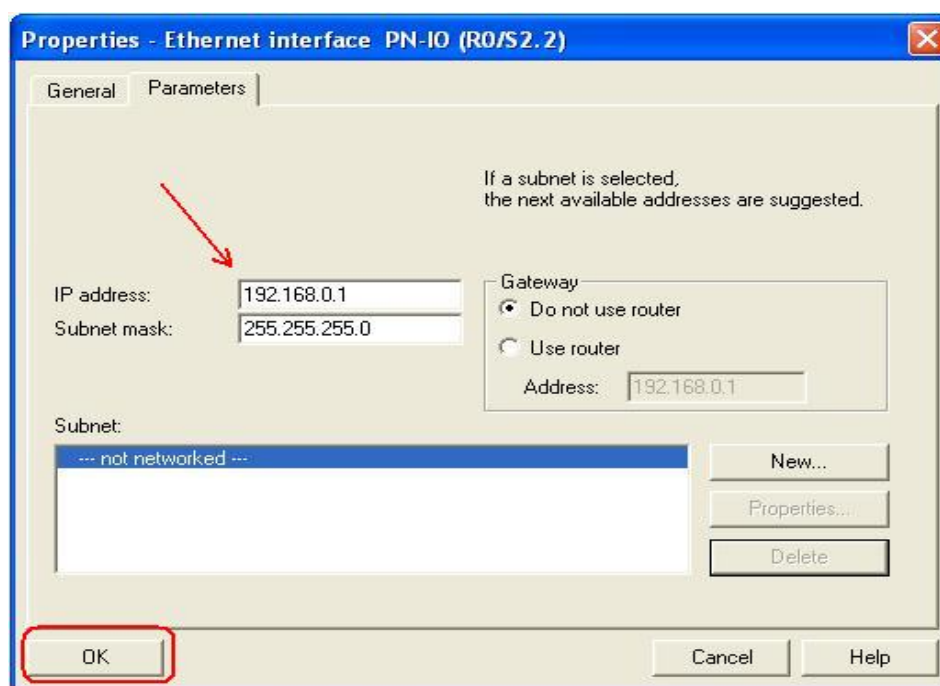 Properties - Ethernet interface PN-IO (R0/S2.2)
General
Parameters
If a subnet is selected,
the next available addresses are suggested.
IP address:
192.168.0.1
Subnet mask:
255.255.255.0
Gateway
Do not use router
Use router
Address:
192.168.0.1
Subnet:
--- not networked ---
New...
Properties...
Delete
OK
Cancel
Help